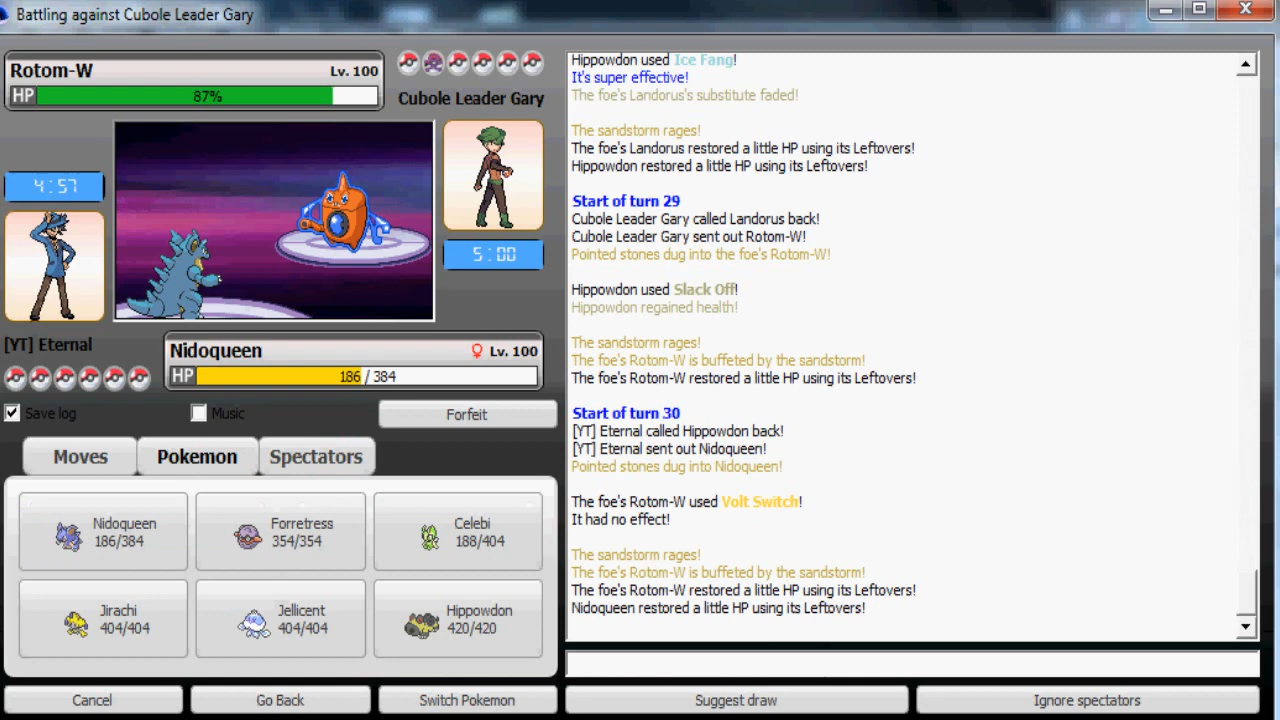 Battling against Cubole Leader Gary
Rotom-W Lv. 100
HP 87%
Cubole Leader Gary
4:57
5:00
[YT] Eternal
Nidoqueen ♀ Lv. 100
HP 186 / 384
Save log
Music
Forfeit
Moves
Pokemon
Spectators
Nidoqueen
186/384
Forretress
354/354
Celebi
188/404
Jirachi
404/404
Jellicent
404/404
Hippowdon
420/420
Cancel
Go Back
Switch Pokemon
Hippowdon used Ice Fang!
It's super effective!
The foe's Landorus's substitute faded!
The sandstorm rages!
The foe's Landorus restored a little HP using its Leftovers!
Hippowdon restored a little HP using its Leftovers!
Start of turn 29
Cubole Leader Gary called Landorus back!
Cubole Leader Gary sent out Rotom-W!
Pointed stones dug into the foe's Rotom-W!
Hippowdon used Slack Off!
Hippowdon regained health!
The sandstorm rages!
The foe's Rotom-W is buffeted by the sandstorm!
The foe's Rotom-W restored a little HP using its Leftovers!
Start of turn 30
[YT] Eternal called Hippowdon back!
[YT] Eternal sent out Nidoqueen!
Pointed stones dug into Nidoqueen!
The foe's Rotom-W used Volt Switch!
It had no effect!
The sandstorm rages!
The foe's Rotom-W is buffeted by the sandstorm!
The foe's Rotom-W restored a little HP using its Leftovers!
Nidoqueen restored a little HP using its Leftovers!
Suggest draw
Ignore spectators